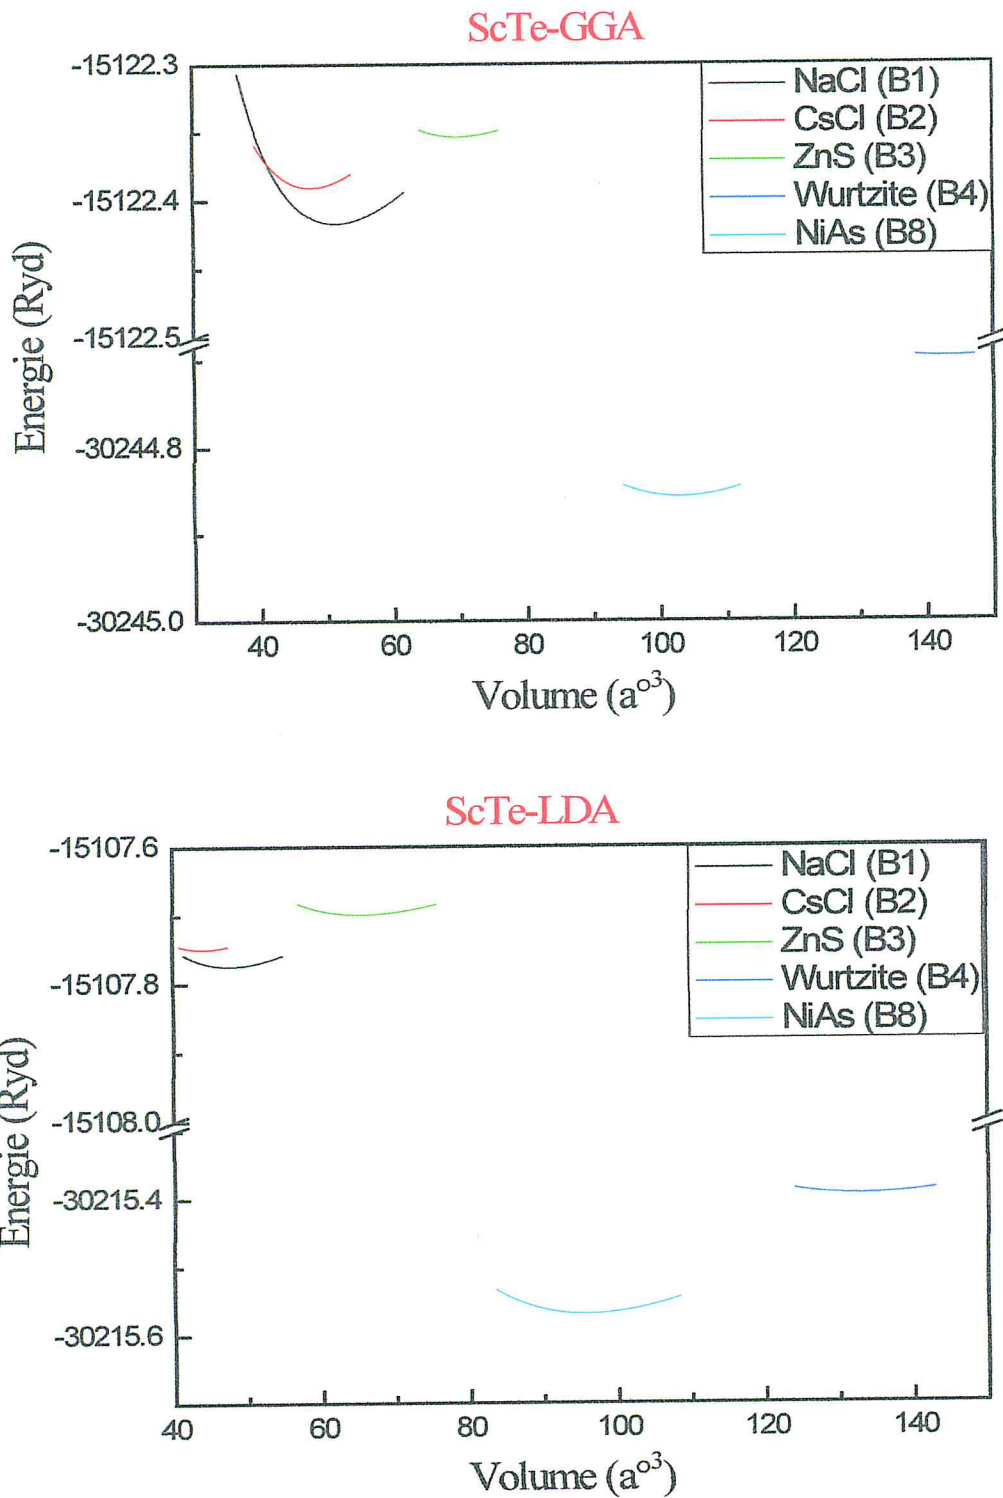 ScTe-GGA
-15122.3
-15122.4
-15122.5
-30244.8
-30245.0
Energie (Ryd)
NaCl (B1)
CsCl (B2)
ZnS (B3)
Wurtzite (B4)
NiAs (B8)
40 60 80 100 120 140
Volume (a°³)
ScTe-LDA
-15107.6
-15107.8
-15108.0
-30215.4
-30215.6
Energie (Ryd)
NaCl (B1)
CsCl (B2)
ZnS (B3)
Wurtzite (B4)
NiAs (B8)
40 60 80 100 120 140
Volume (a°³)